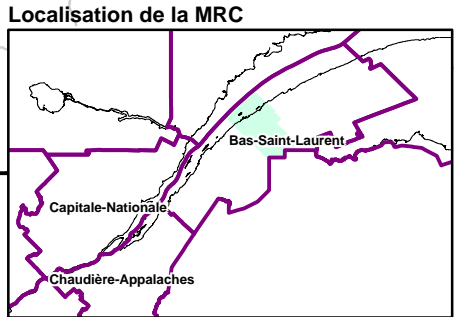 Localisation de la MRC
Bas-Saint-Laurent
Capitale-Nationale
Chaudière-Appalaches